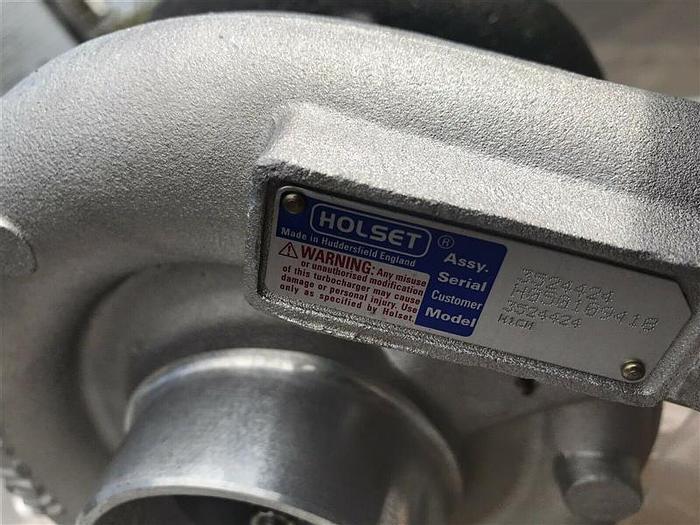 HOLSET ®
Made in Huddersfield England
WARNING: Any misuse
or unauthorised modification
of this turbocharger may cause
damage or personal injury. Use
only as specified by Holset.
Assy. 3524424
Serial
Customer 3524424
Model H1CM